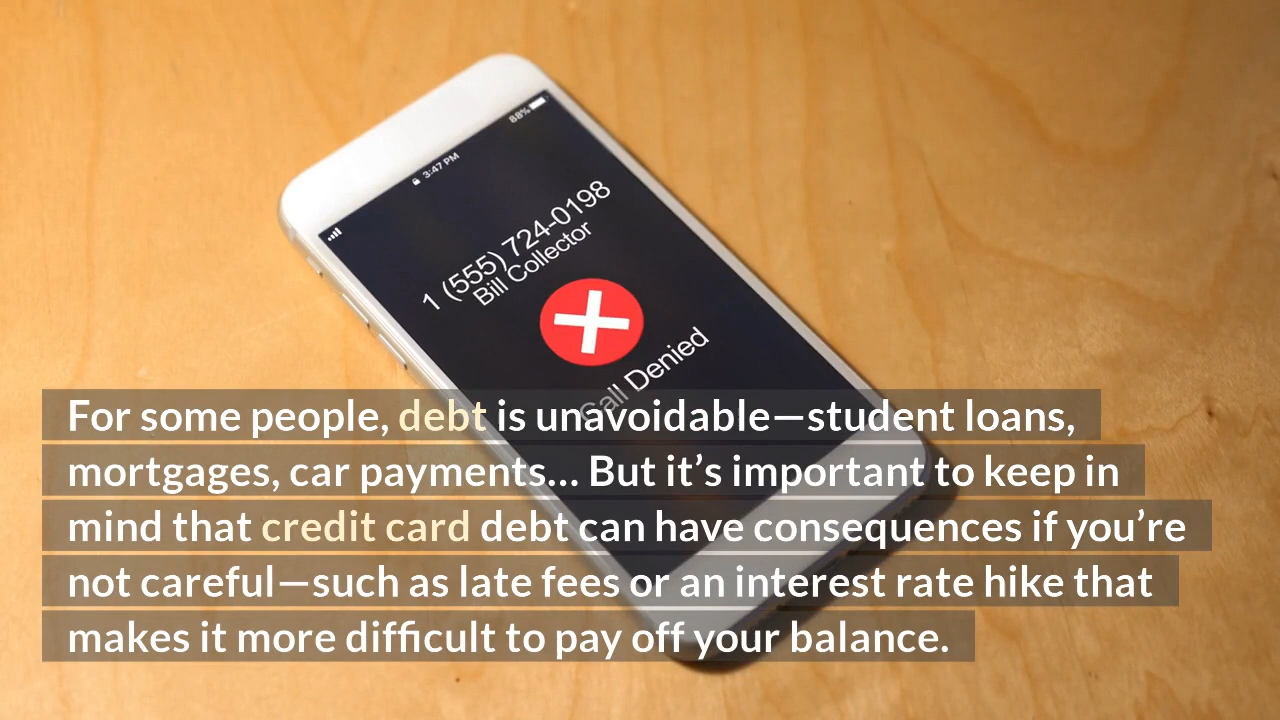 88%
3:47 PM
1 (555) 724-0198
Bill Collector
Call Denied
For some people, debt is unavoidable—student loans,
mortgages, car payments... But it’s important to keep in
mind that credit card debt can have consequences if you’re
not careful—such as late fees or an interest rate hike that
makes it more difficult to pay off your balance.